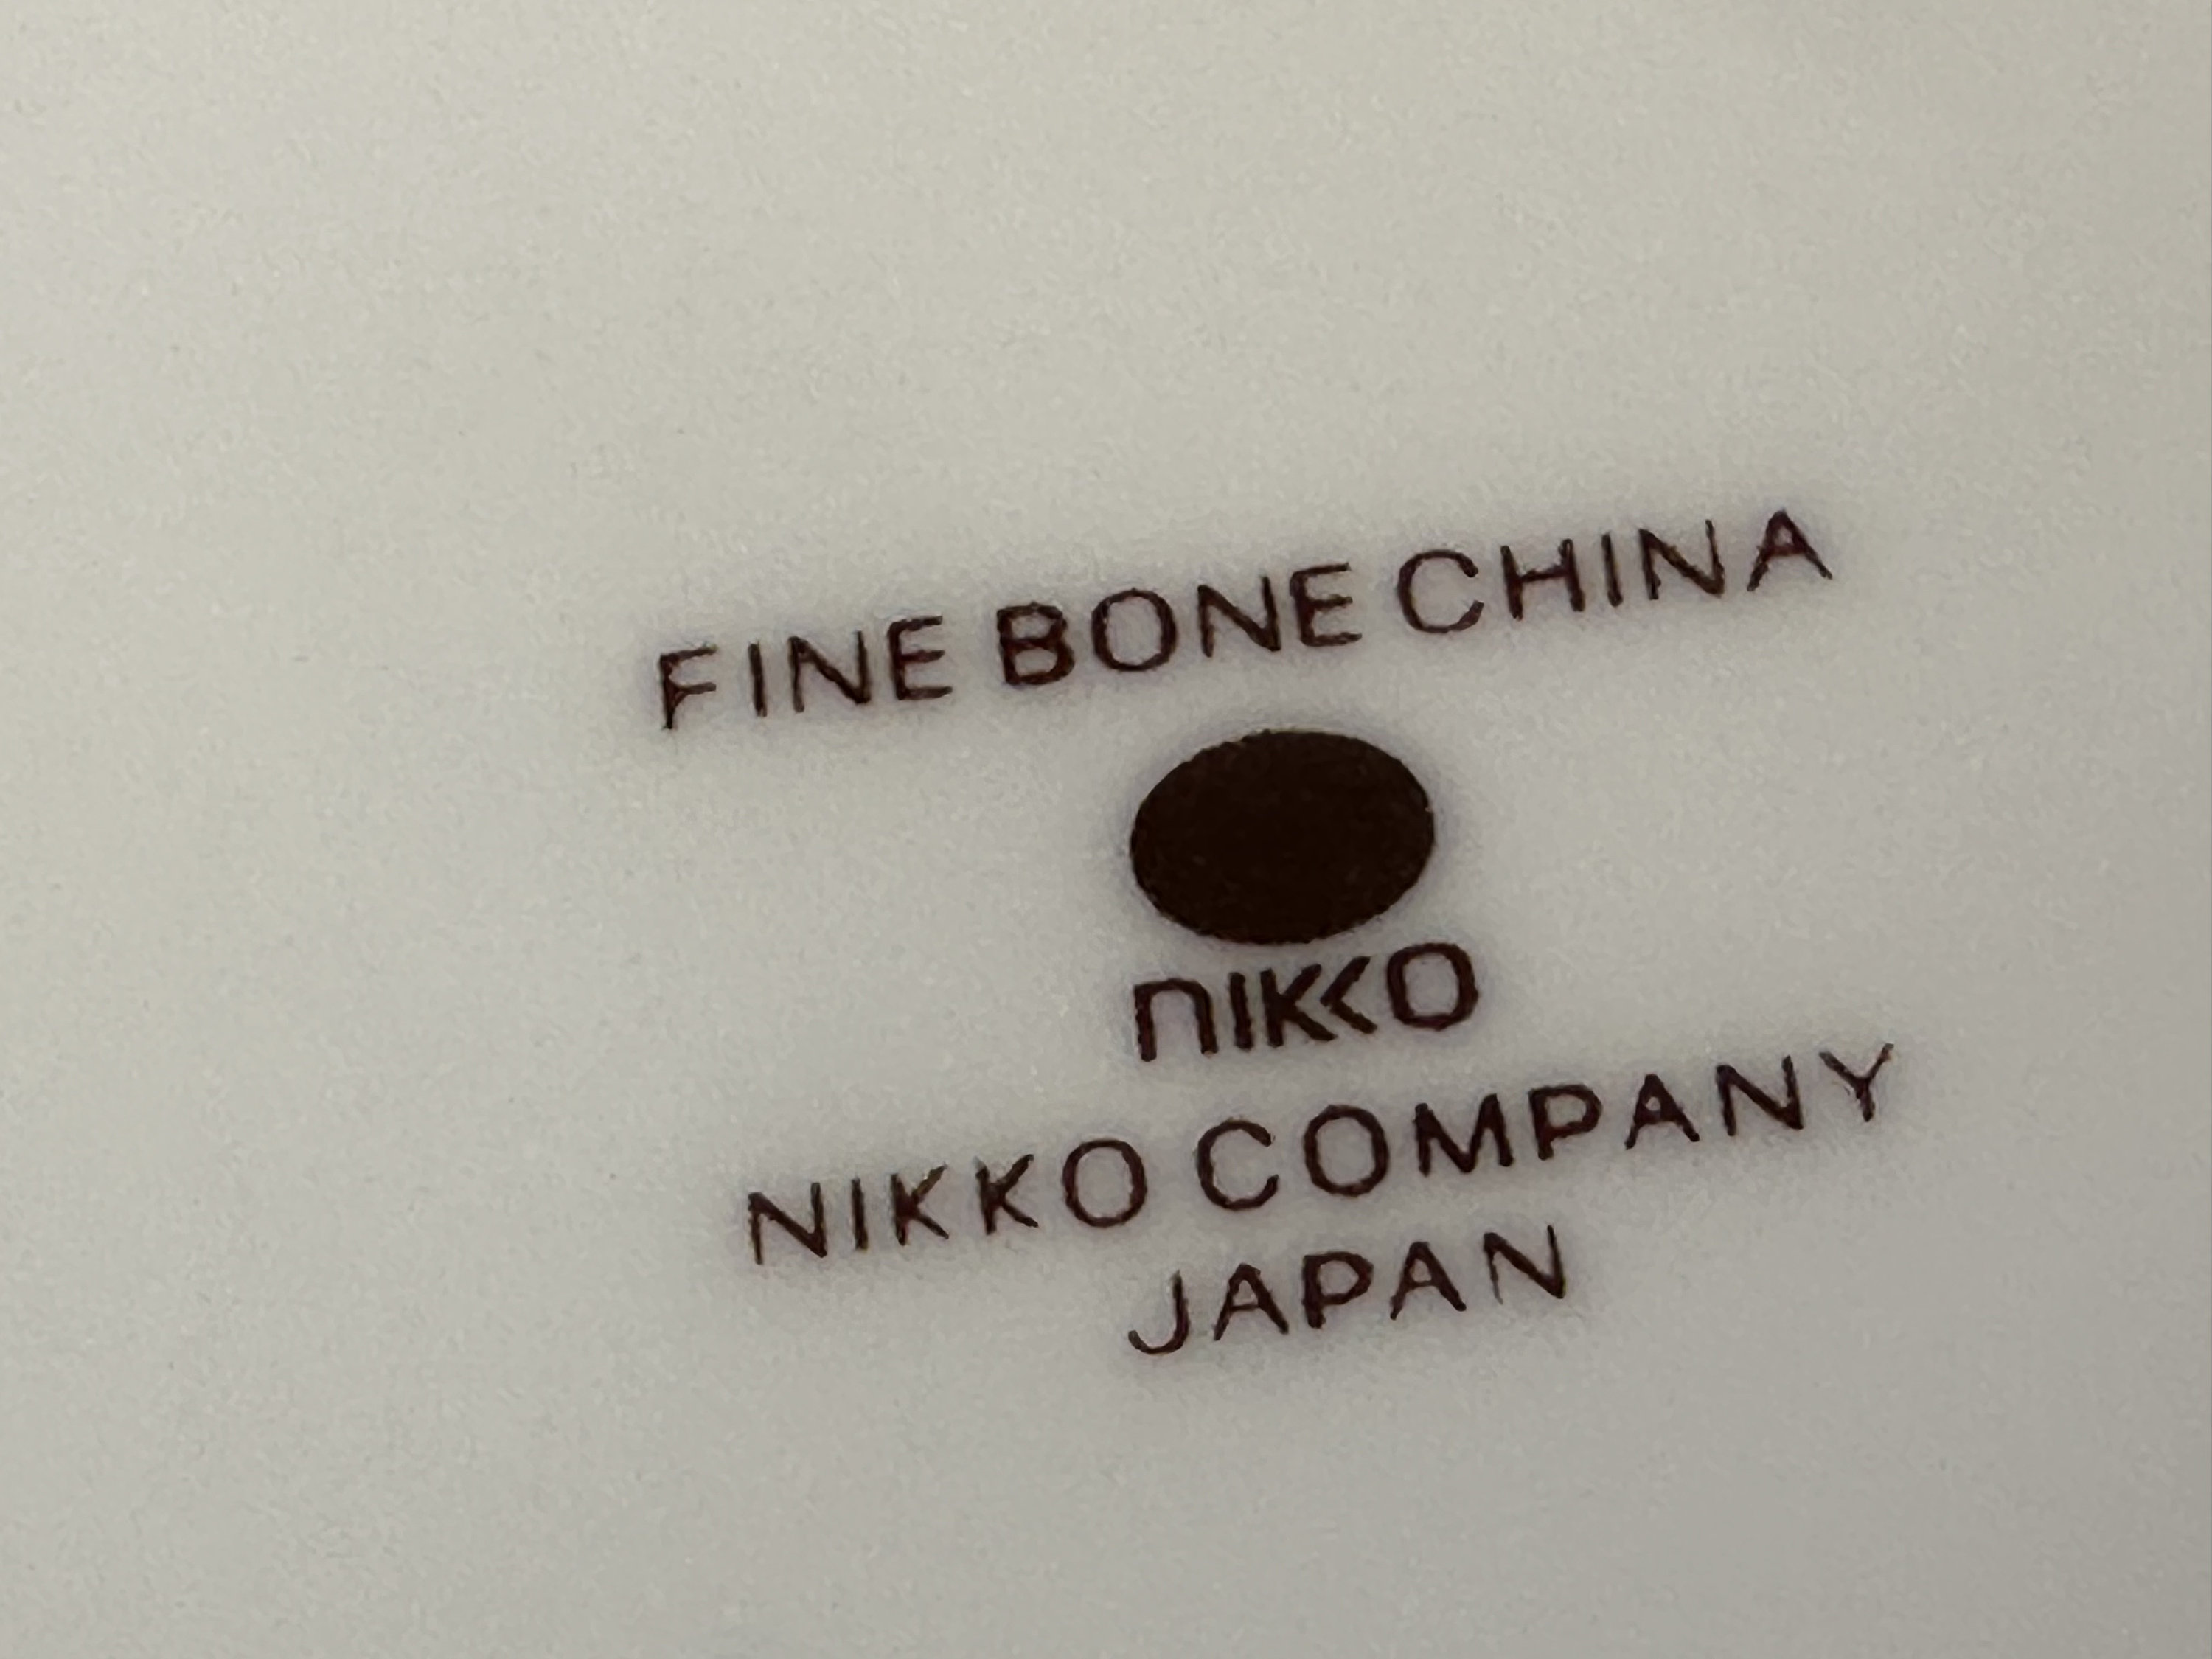 FINE BONE CHINA
nikko
NIKKO COMPANY
JAPAN